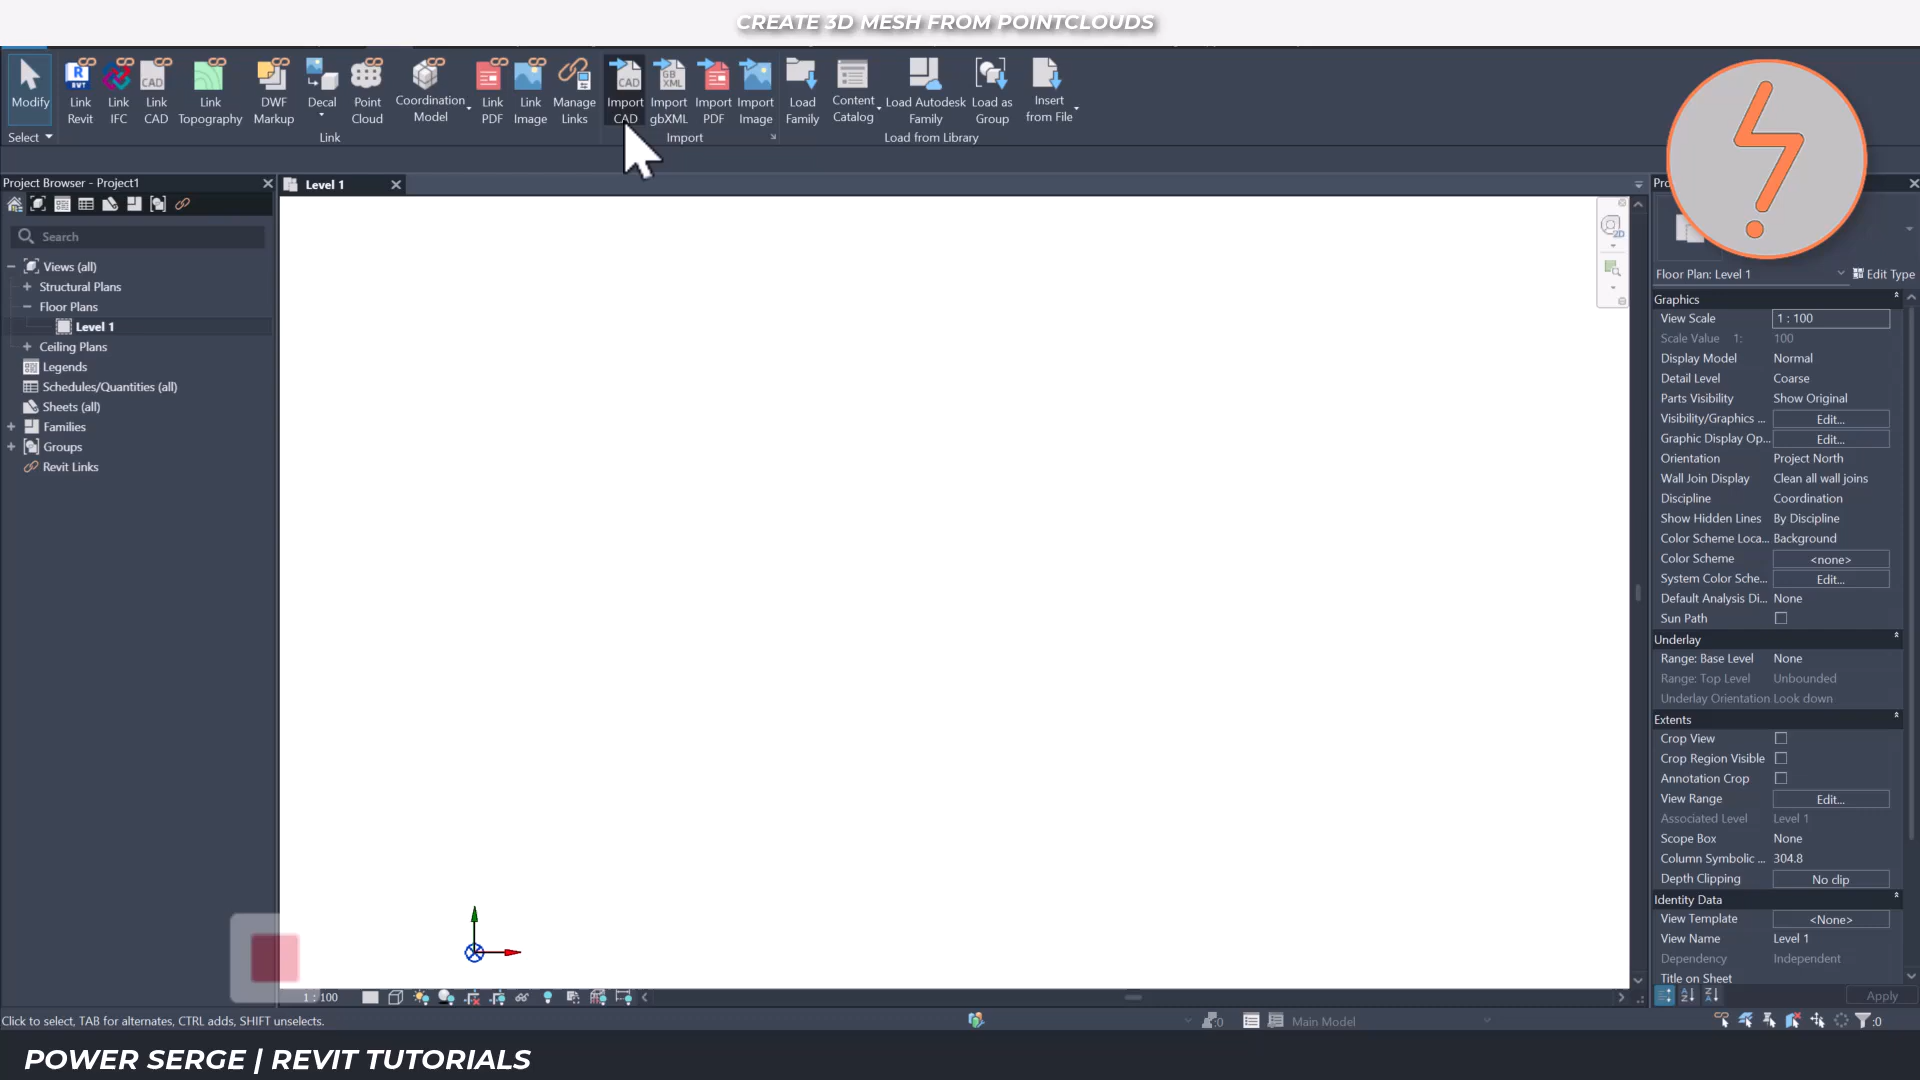 CREATE 3D MESH FROM POINTCLOUDS
Modify
Link Revit
Link IFC
Link CAD
Link Topography
DWF Markup
Decal
Point Cloud
Coordination Model
Link PDF
Link Image
Manage Links
Import CAD
Import gbXML
Import PDF
Import Image
Load Family
Content Catalog
Load Autodesk Family
Load as Group
Insert from File
Select
Link
Import
Load from Library
Project Browser - Project1
Level 1
Search
Views (all)
Structural Plans
Floor Plans
Level 1
Ceiling Plans
Legends
Schedules/Quantities (all)
Sheets (all)
Families
Groups
Revit Links
2D
Floor Plan: Level 1
Edit Type
Graphics
View Scale 1 : 100
Scale Value 1: 100
Display Model Normal
Detail Level Coarse
Parts Visibility Show Original
Visibility/Graphics ... Edit...
Graphic Display Op... Edit...
Orientation Project North
Wall Join Display Clean all wall joins
Discipline Coordination
Show Hidden Lines By Discipline
Color Scheme Loca... Background
Color Scheme <none>
System Color Sche... Edit...
Default Analysis Di... None
Sun Path
Underlay
Range: Base Level None
Range: Top Level Unbounded
Underlay Orientation Look down
Extents
Crop View
Crop Region Visible
Annotation Crop
View Range Edit...
Associated Level Level 1
Scope Box None
Column Symbolic ... 304.8
Depth Clipping No clip
Identity Data
View Template <None>
View Name Level 1
Dependency Independent
Title on Sheet
Apply
1 : 100
Click to select, TAB for alternates, CTRL adds, SHIFT unselects.
:0
Main Model
:0
POWER SERGE | REVIT TUTORIALS